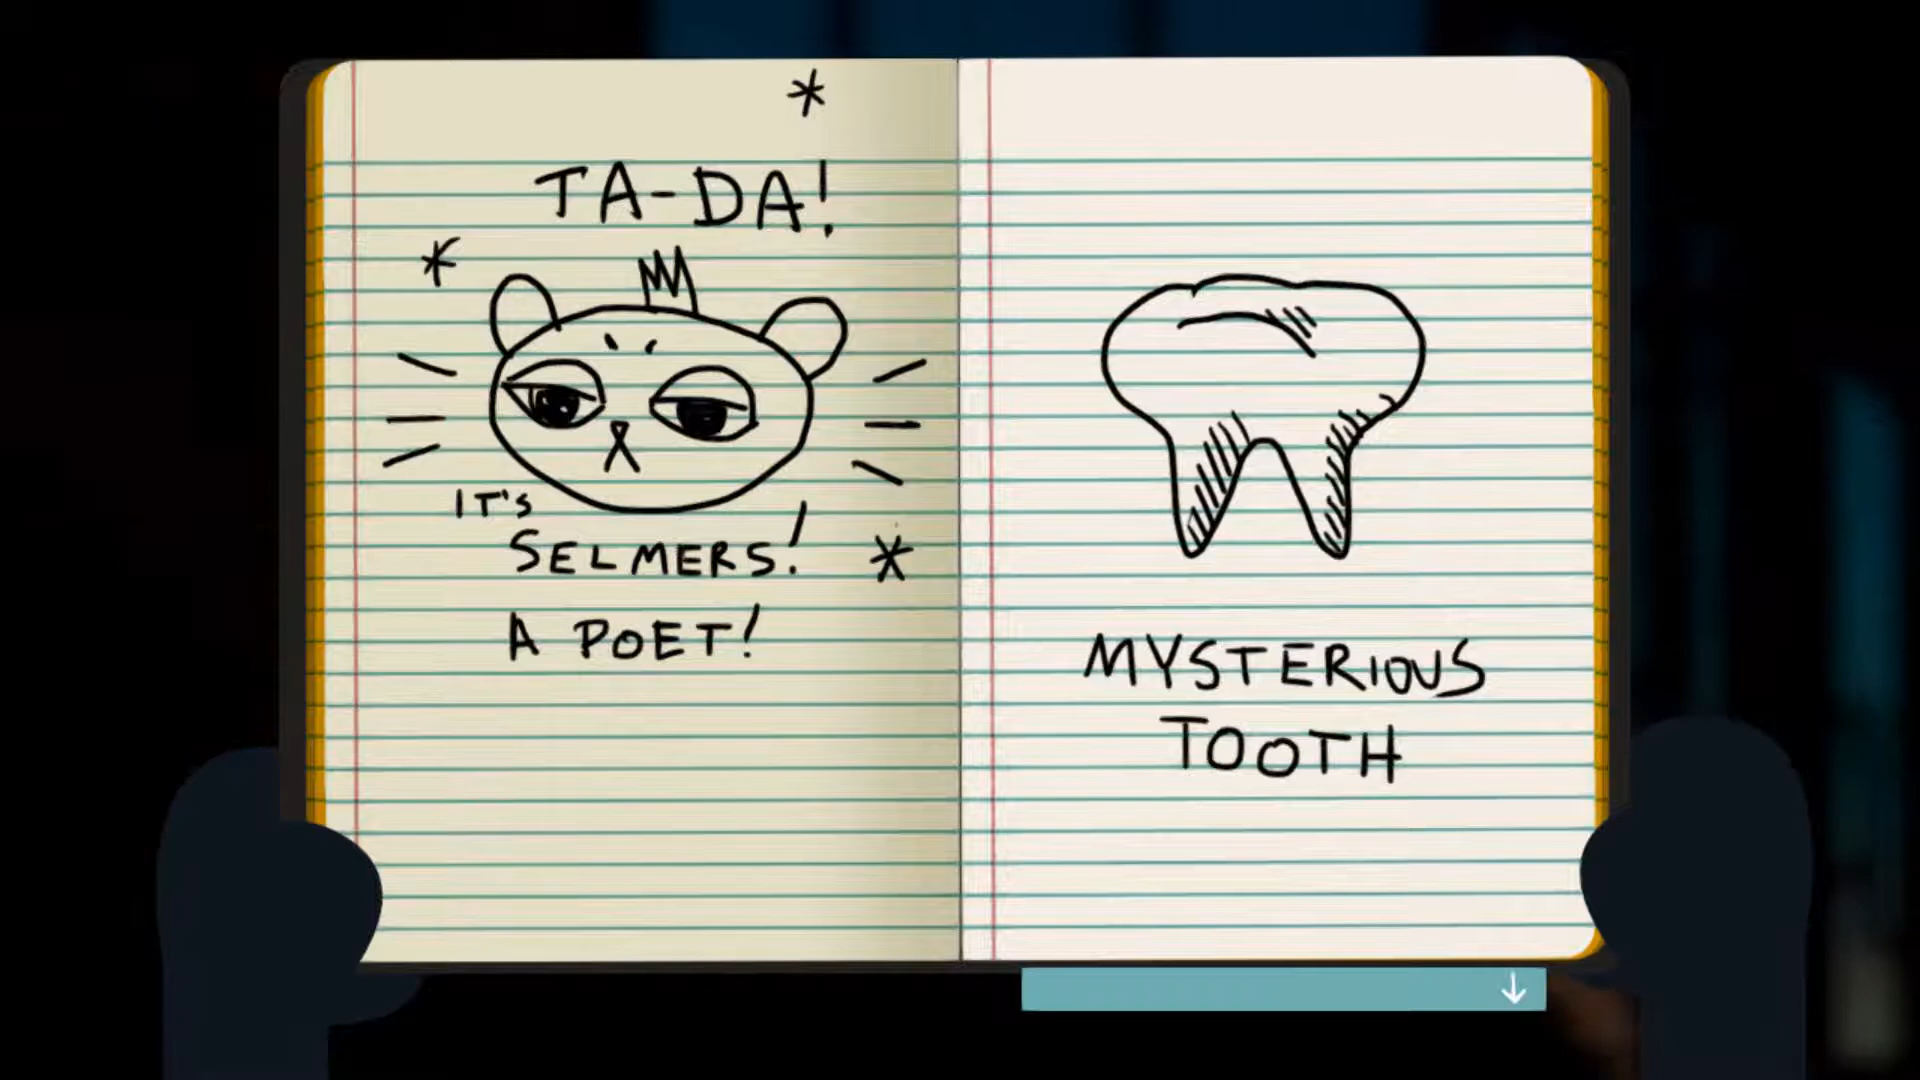 TA-DA!
IT'S
SELMERS!
A POET!
MYSTERIOUS
TOOTH